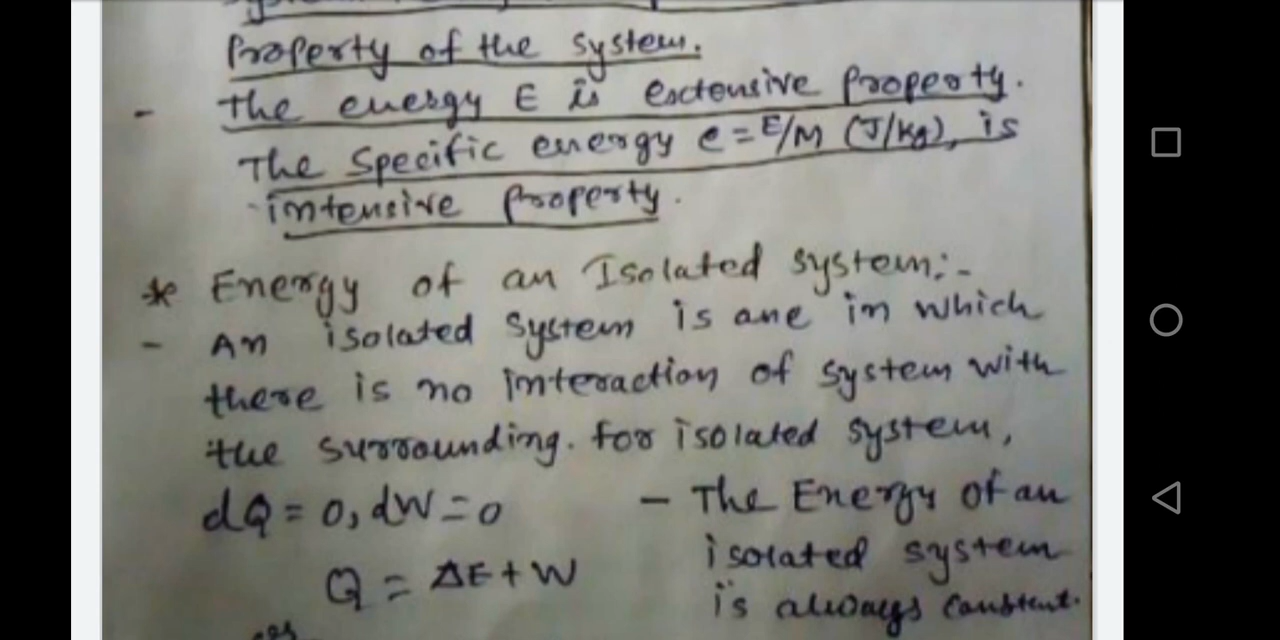 Property of the system.
- The energy E is extensive Property.
The Specific energy e = E/M (J/kg), is
intensive Property.
* Energy of an Isolated system:-
- An isolated system is one in which
there is no interaction of system with
the surrounding. for isolated system,
dQ = 0, dW = 0
Q = ΔE + W
- The Energy of an
isolated system
is always constant.